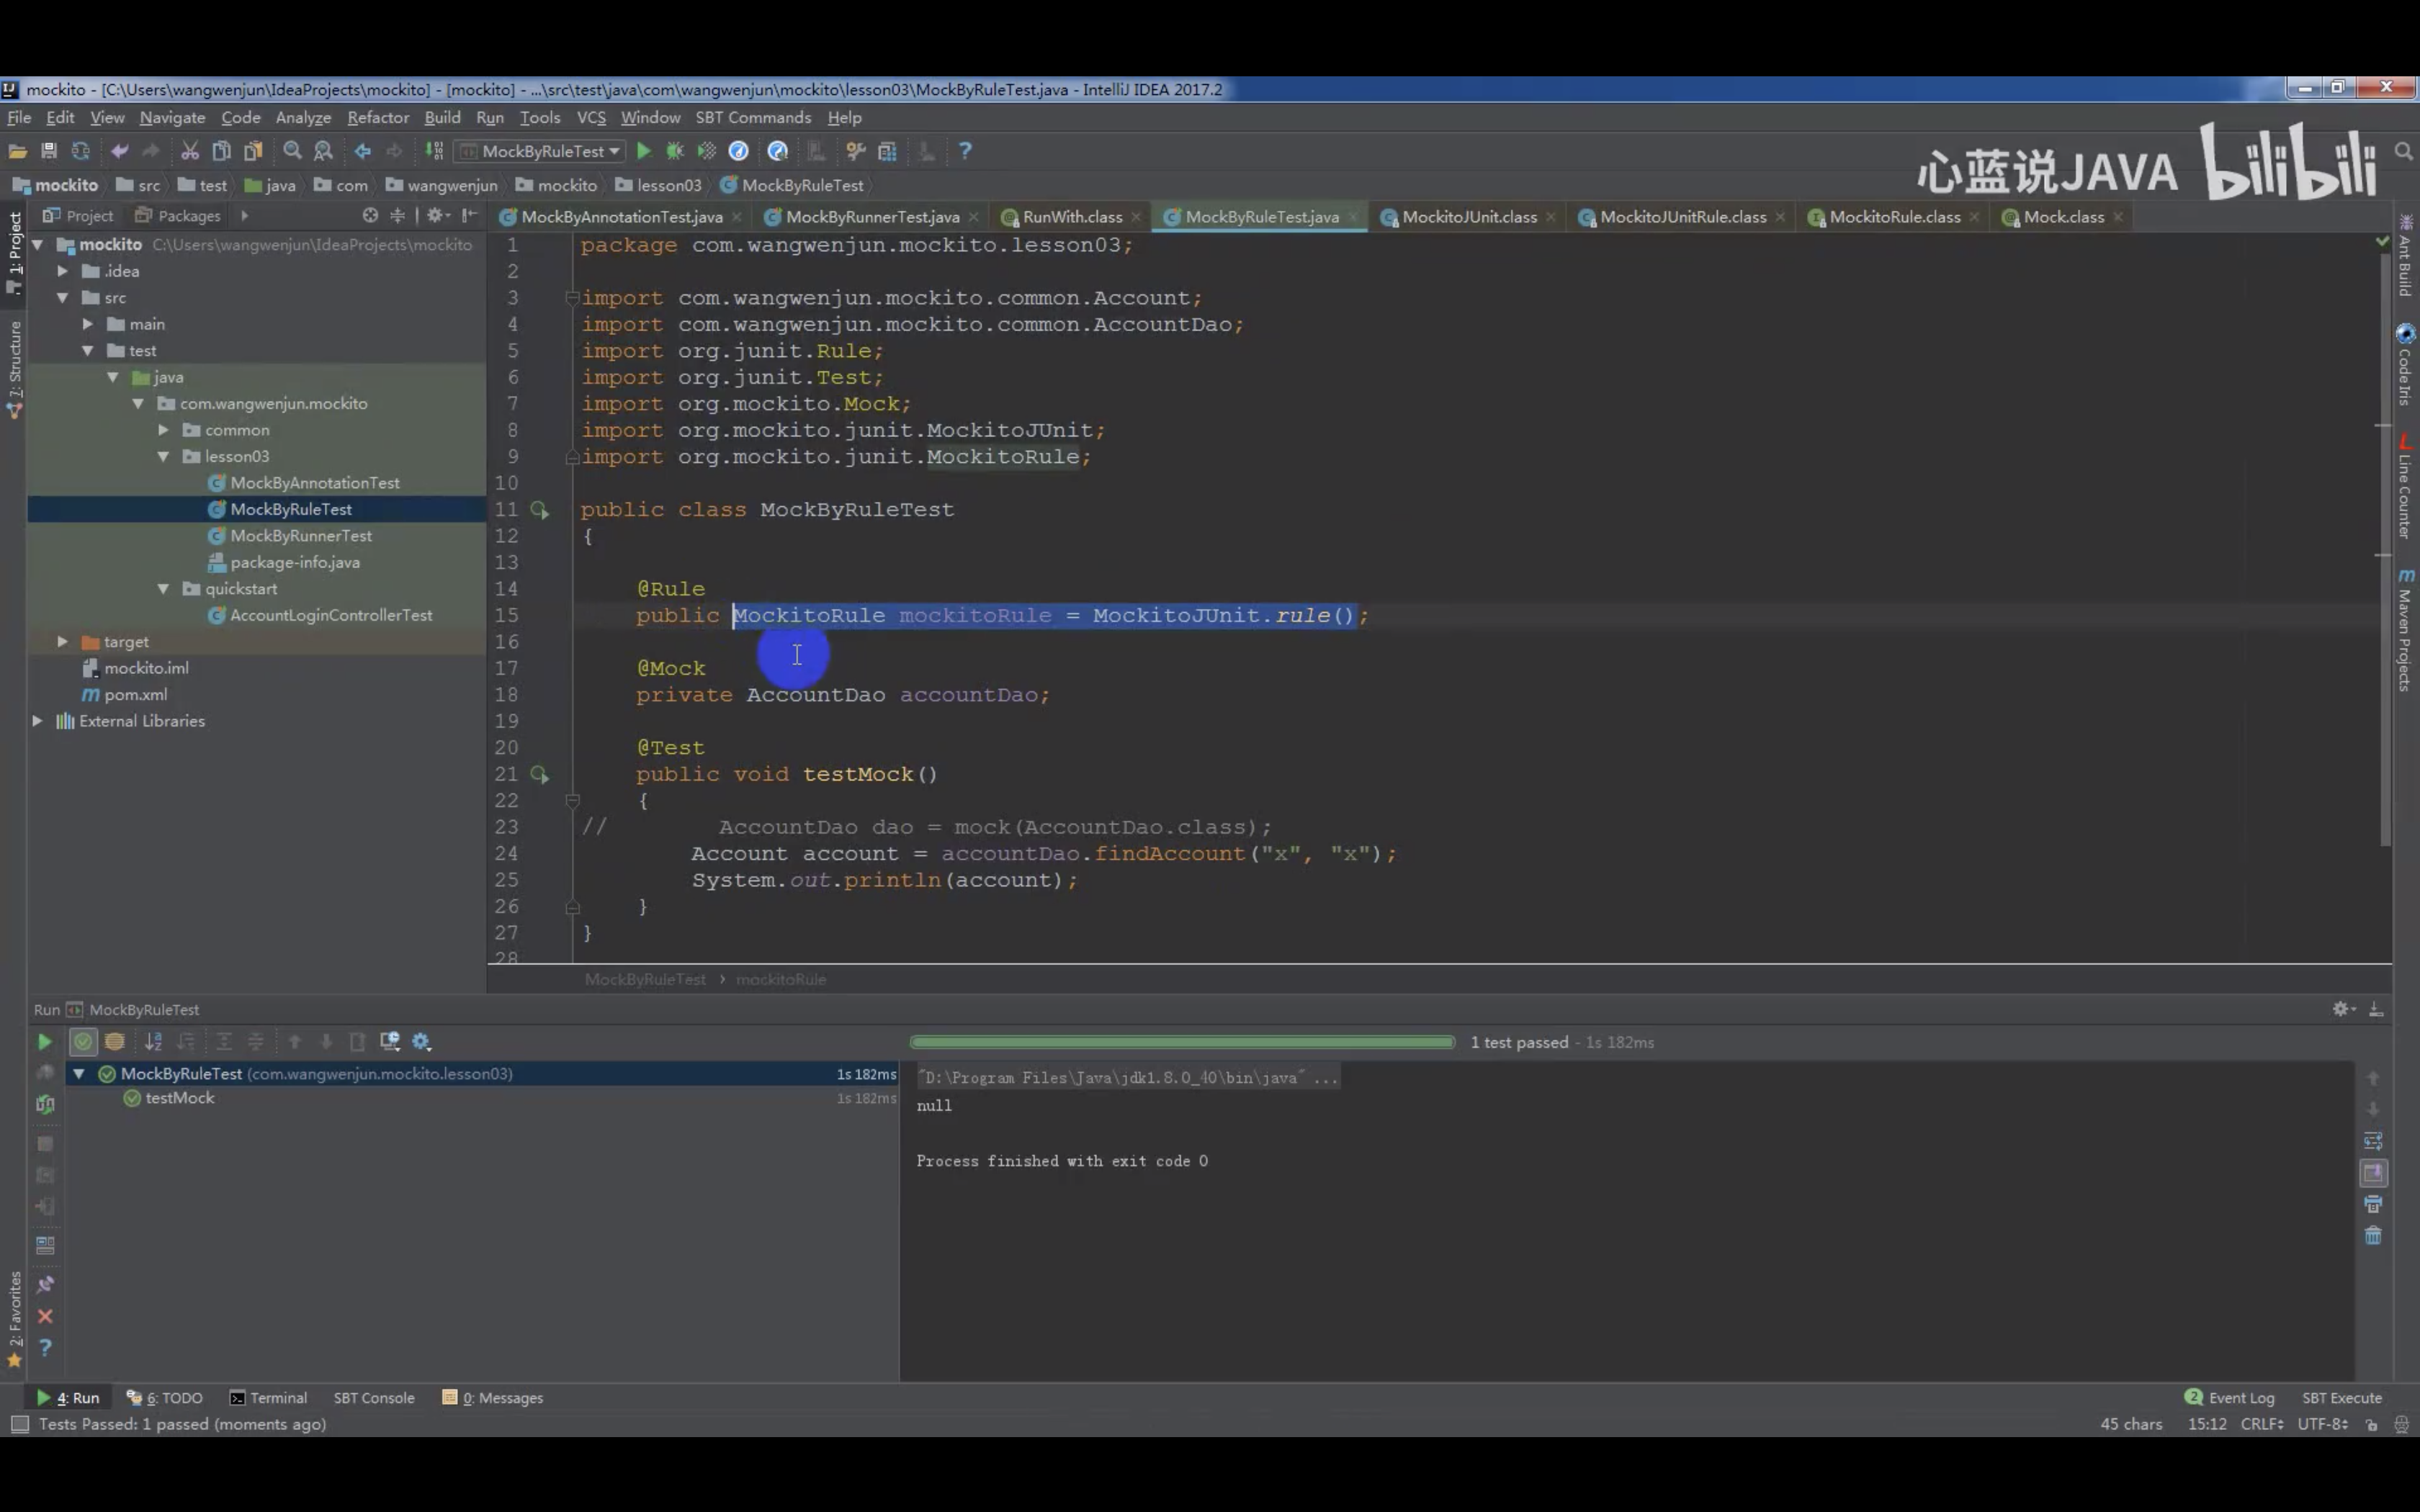 mockito - [C:\Users\wangwenjun\IdeaProjects\mockito] - [mockito] - ...\src\test\java\com\wangwenjun\mockito\lesson03\MockByRuleTest.java - IntelliJ IDEA 2017.2
File Edit View Navigate Code Analyze Refactor Build Run Tools VCS Window SBT Commands Help
MockByRuleTest
心蓝说JAVA bilibili
mockito src test java com wangwenjun mockito lesson03 MockByRuleTest
Project Packages
MockByAnnotationTest.java MockByRunnerTest.java RunWith.class MockByRuleTest.java MockitoJUnit.class MockitoJUnitRule.class MockitoRule.class Mock.class
1: Project
7: Structure
2: Favorites
mockito C:\Users\wangwenjun\IdeaProjects\mockito
.idea
src
main
test
java
com.wangwenjun.mockito
common
lesson03
MockByAnnotationTest
MockByRuleTest
MockByRunnerTest
package-info.java
quickstart
AccountLoginControllerTest
target
mockito.iml
pom.xml
External Libraries
1 package com.wangwenjun.mockito.lesson03;
2
3 import com.wangwenjun.mockito.common.Account;
4 import com.wangwenjun.mockito.common.AccountDao;
5 import org.junit.Rule;
6 import org.junit.Test;
7 import org.mockito.Mock;
8 import org.mockito.junit.MockitoJUnit;
9 import org.mockito.junit.MockitoRule;
10
11 public class MockByRuleTest
12 {
13
14 @Rule
15 public MockitoRule mockitoRule = MockitoJUnit.rule();
16
17 @Mock
18 private AccountDao accountDao;
19
20 @Test
21 public void testMock()
22 {
23 // AccountDao dao = mock(AccountDao.class);
24 Account account = accountDao.findAccount("x", "x");
25 System.out.println(account);
26 }
27 }
28
MockByRuleTest › mockitoRule
Ant Build
Code Iris
Line Counter
Maven Projects
Run MockByRuleTest
1 test passed - 1s 182ms
MockByRuleTest (com.wangwenjun.mockito.lesson03) 1s 182ms
testMock 1s 182ms
"D:\Program Files\Java\jdk1.8.0_40\bin\java" ...
null
Process finished with exit code 0
4: Run 6: TODO Terminal SBT Console 0: Messages
2 Event Log SBT Execute
Tests Passed: 1 passed (moments ago)
45 chars 15:12 CRLF UTF-8